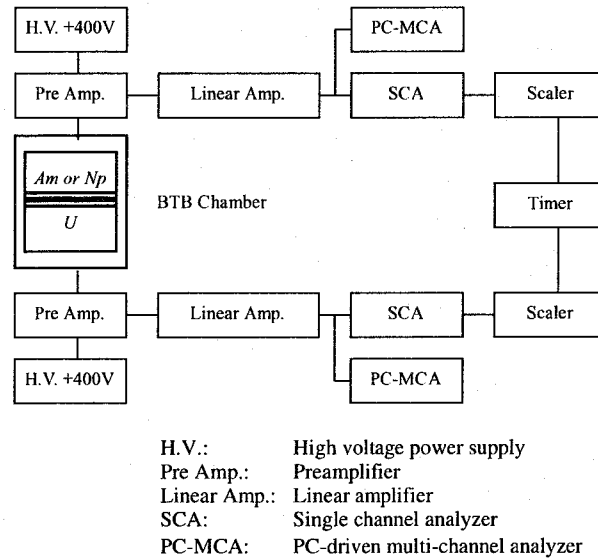 H.V. +400V
PC-MCA
Pre Amp.
Linear Amp.
SCA
Scaler
Am or Np
U
BTB Chamber
Timer
Pre Amp.
Linear Amp.
SCA
Scaler
H.V. +400V
PC-MCA
H.V.: High voltage power supply
Pre Amp.: Preamplifier
Linear Amp.: Linear amplifier
SCA: Single channel analyzer
PC-MCA: PC-driven multi-channel analyzer